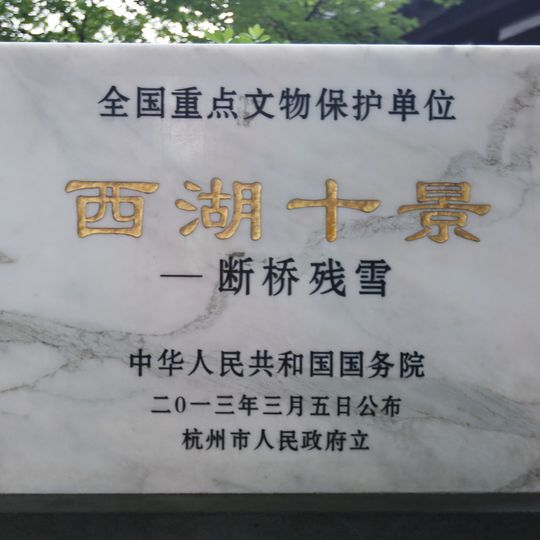 全国重点文物保护单位
西湖十景
—断桥残雪
中华人民共和国国务院
二0一三年三月五日公布
杭州市人民政府立